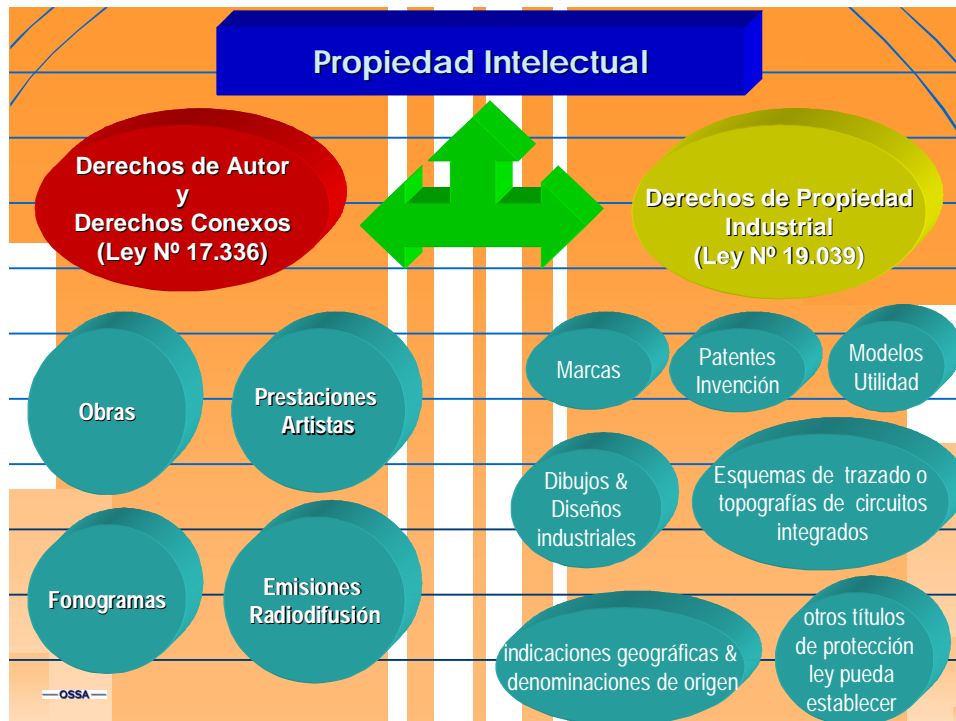 Propiedad Intelectual
Derechos de Autor
y
Derechos Conexos
(Ley Nº 17.336)
Derechos de Propiedad
Industrial
(Ley Nº 19.039)
Obras
Prestaciones
Artistas
Fonogramas
Emisiones
Radiodifusión
Marcas
Patentes
Invención
Modelos
Utilidad
Dibujos &
Diseños
industriales
Esquemas de trazado o
topografías de circuitos
integrados
indicaciones geográficas &
denominaciones de origen
otros títulos
de protección
ley pueda
establecer
OSSA